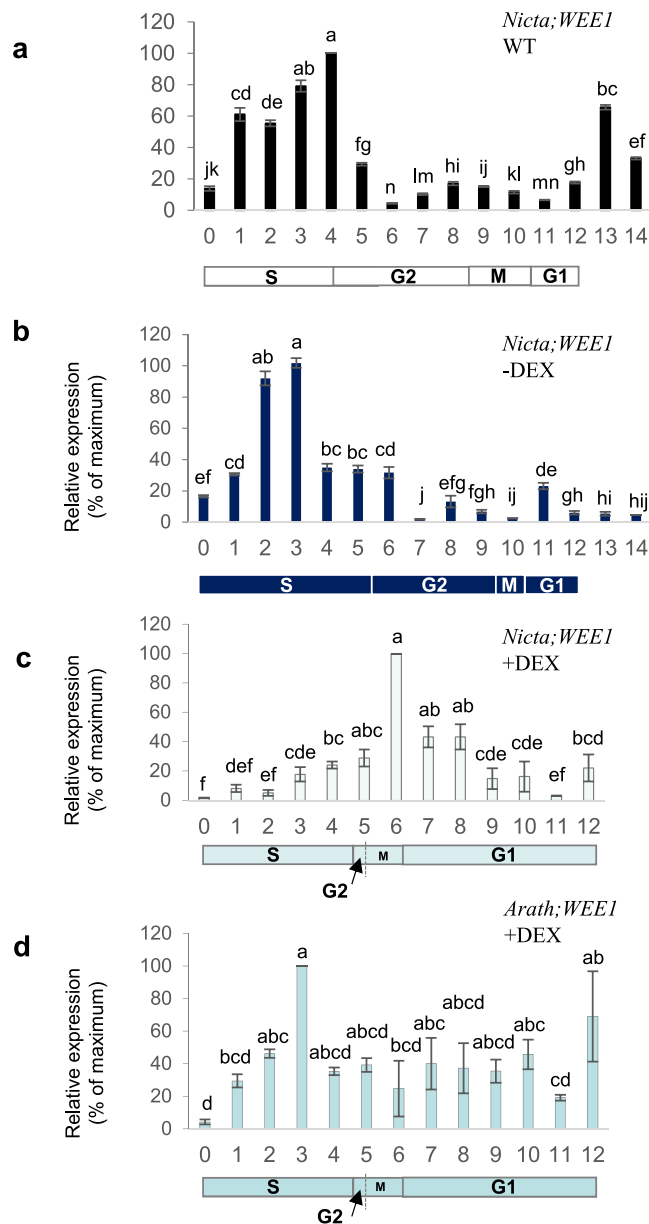 a
Nicta;WEE1
WT
120
100
80
60
40
20
0
jk cd de ab a fg n lm hi ij kl mn gh bc ef
0 1 2 3 4 5 6 7 8 9 10 11 12 13 14
S G2 M G1
b
Nicta;WEE1
-DEX
Relative expression
(% of maximum)
120
100
80
60
40
20
0
ef cd ab a bc bc cd j efg fgh ij de gh hi hij
0 1 2 3 4 5 6 7 8 9 10 11 12 13 14
S G2 M G1
c
Nicta;WEE1
+DEX
Relative expression
(% of maximum)
120
100
80
60
40
20
0
f def ef cde bc abc a ab ab cde cde ef bcd
0 1 2 3 4 5 6 7 8 9 10 11 12
S M G1
G2
d
Arath;WEE1
+DEX
Relative expression
(% of maximum)
120
100
80
60
40
20
0
d bcd abc a abcd abcd bcd abc abcd abcd abc cd ab
0 1 2 3 4 5 6 7 8 9 10 11 12
S M G1
G2